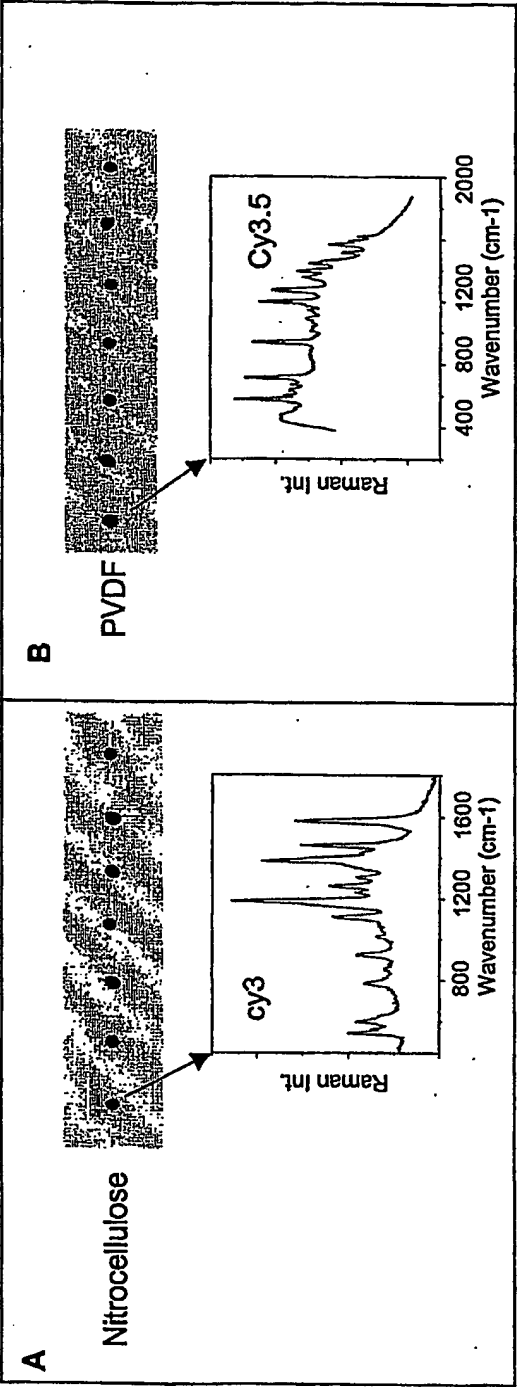 A
Nitrocellulose
cy3
Raman Int.
800 1200 1600
Wavenumber (cm-1)
B
PVDF
Cy3.5
Raman Int.
400 800 1200 2000
Wavenumber (cm-1)